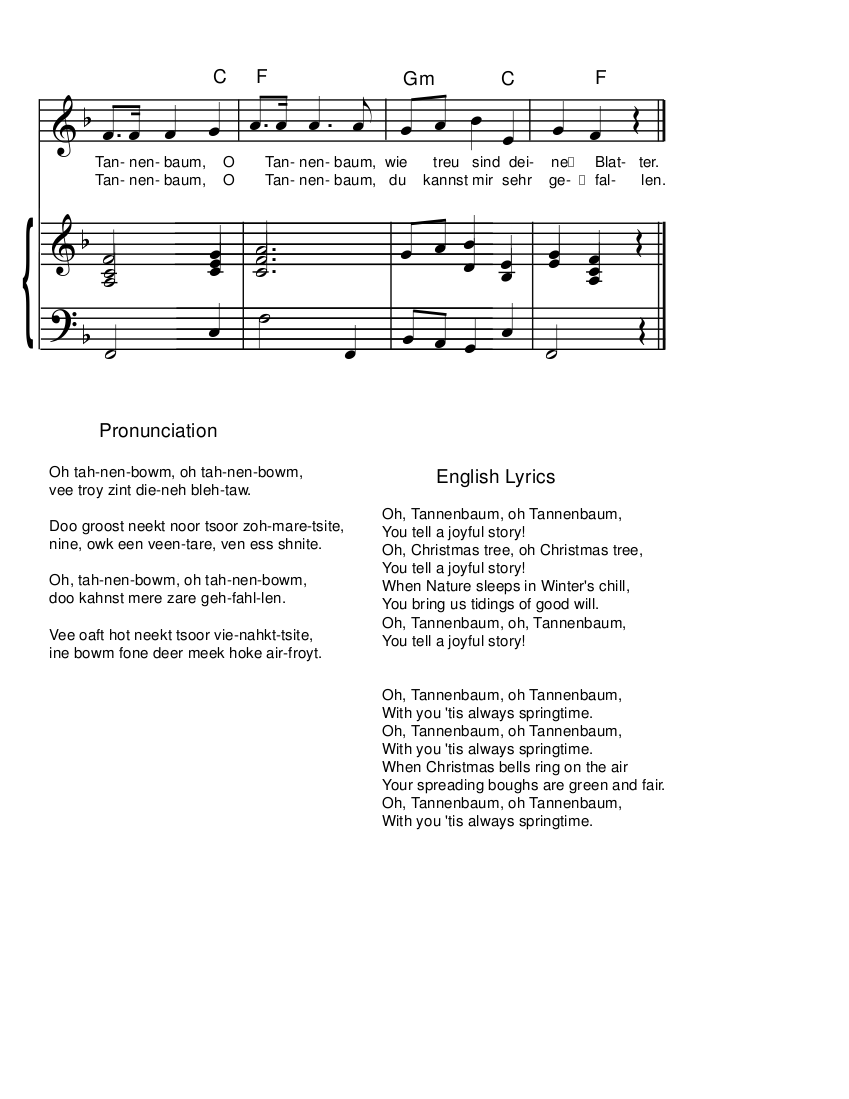 C F Gm C F
Tan- nen- baum, O Tan- nen- baum, wie treu sind dei- ne Blat- ter.
Tan- nen- baum, O Tan- nen- baum, du kannst mir sehr ge- fal- len.
Pronunciation
Oh tah-nen-bowm, oh tah-nen-bowm,
vee troy zint die-neh bleh-taw.
Doo groost neekt noor tsoor zoh-mare-tsite,
nine, owk een veen-tare, ven ess shnite.
Oh, tah-nen-bowm, oh tah-nen-bowm,
doo kahnst mere zare geh-fahl-len.
Vee oaft hot neekt tsoor vie-nahkt-tsite,
ine bowm fone deer meek hoke air-froyt.
English Lyrics
Oh, Tannenbaum, oh Tannenbaum,
You tell a joyful story!
Oh, Christmas tree, oh Christmas tree,
You tell a joyful story!
When Nature sleeps in Winter's chill,
You bring us tidings of good will.
Oh, Tannenbaum, oh, Tannenbaum,
You tell a joyful story!
Oh, Tannenbaum, oh Tannenbaum,
With you 'tis always springtime.
Oh, Tannenbaum, oh Tannenbaum,
With you 'tis always springtime.
When Christmas bells ring on the air
Your spreading boughs are green and fair.
Oh, Tannenbaum, oh Tannenbaum,
With you 'tis always springtime.